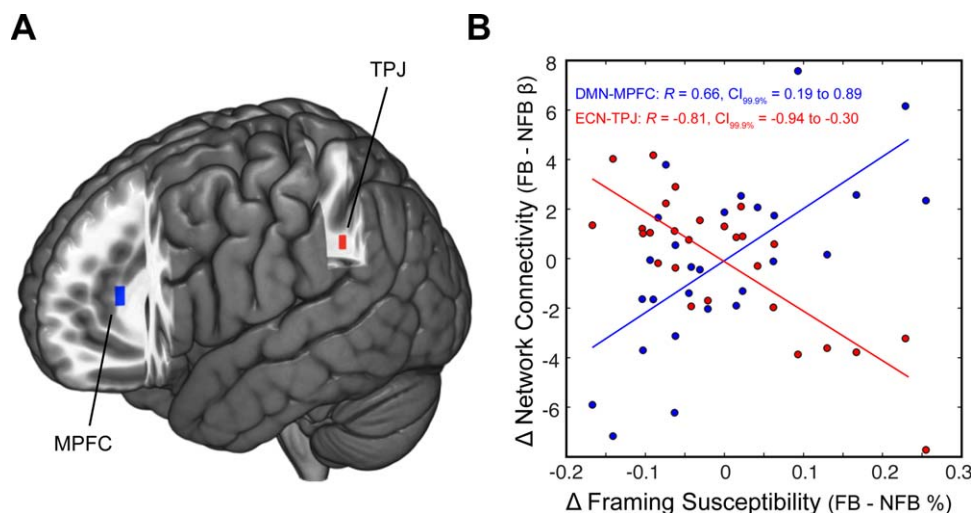 A
TPJ
MPFC
B
Δ Network Connectivity (FB - NFB β)
8
6
4
2
0
-2
-4
-6
DMN-MPFC: R = 0.66, CI99.9% = 0.19 to 0.89
ECN-TPJ: R = -0.81, CI99.9% = -0.94 to -0.30
-0.2 -0.1 0 0.1 0.2 0.3
Δ Framing Susceptibility (FB - NFB %)